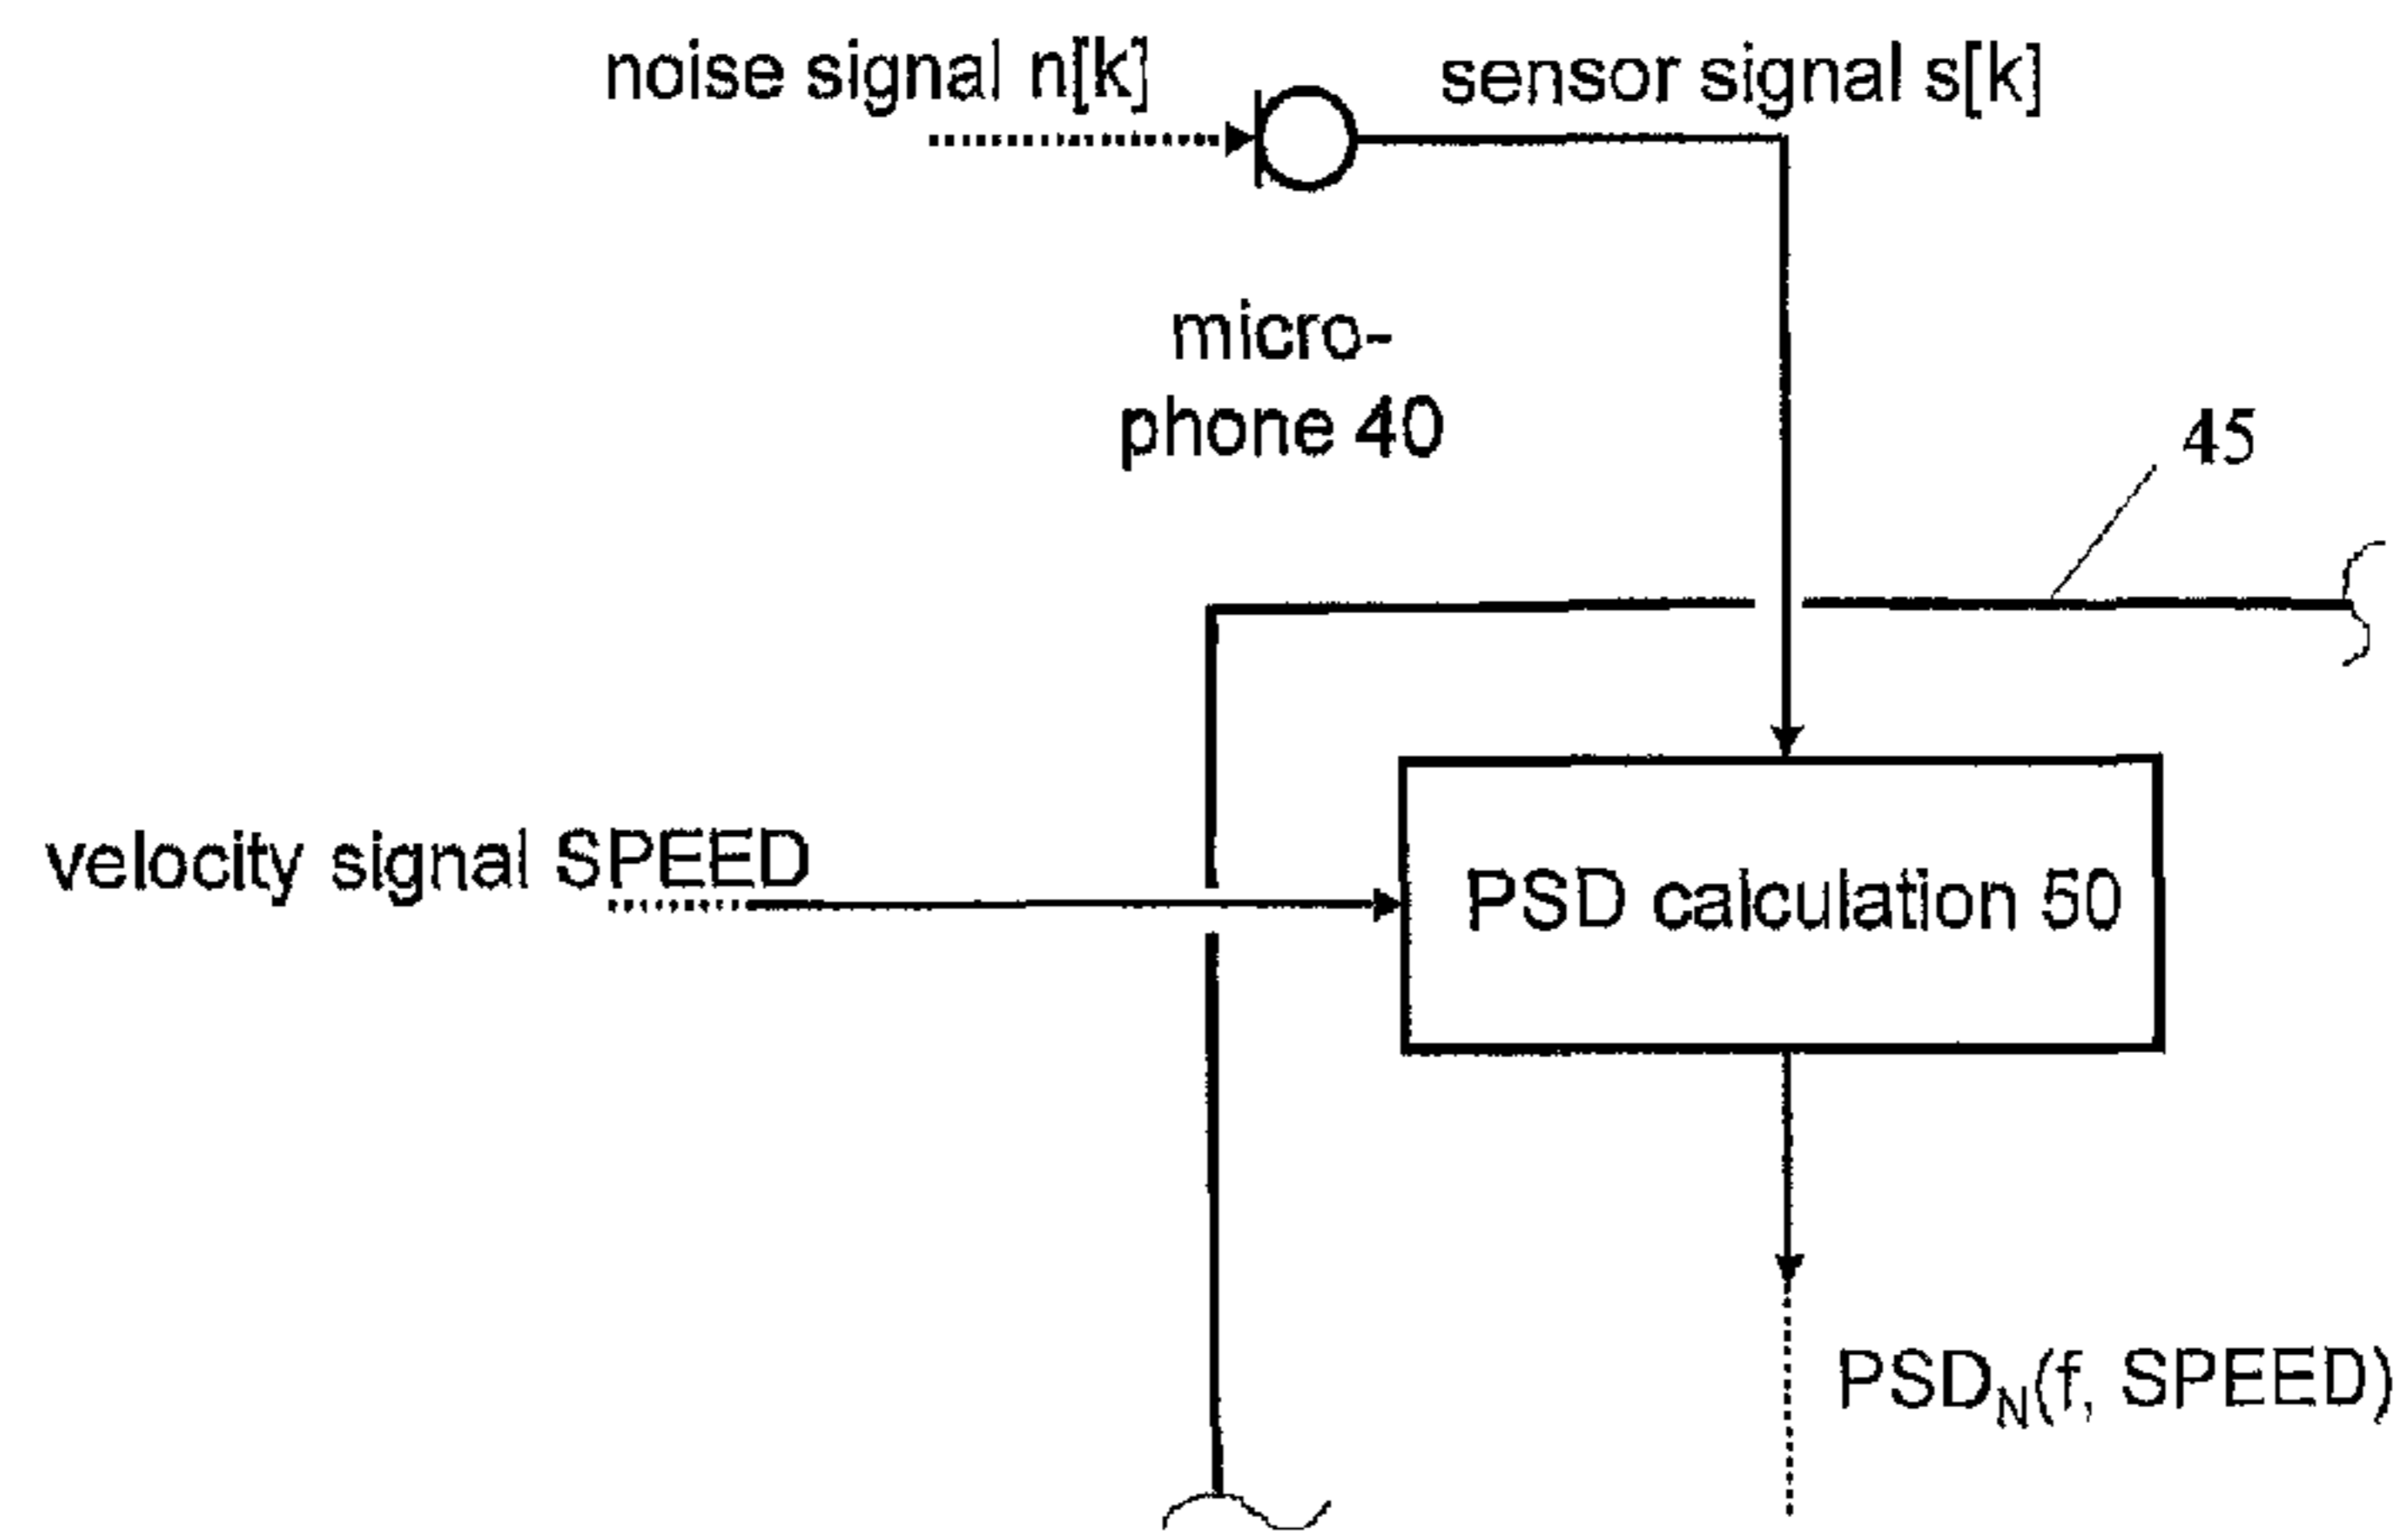 noise signal n[k]
sensor signal s[k]
micro-
phone 40
45
velocity signal SPEED
PSD calculation 50
PSD_N(f, SPEED)